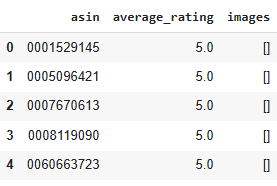 asin average_rating images
0 0001529145 5.0 []
1 0005096421 5.0 []
2 0007670613 5.0 []
3 0008119090 5.0 []
4 0060663723 5.0 []